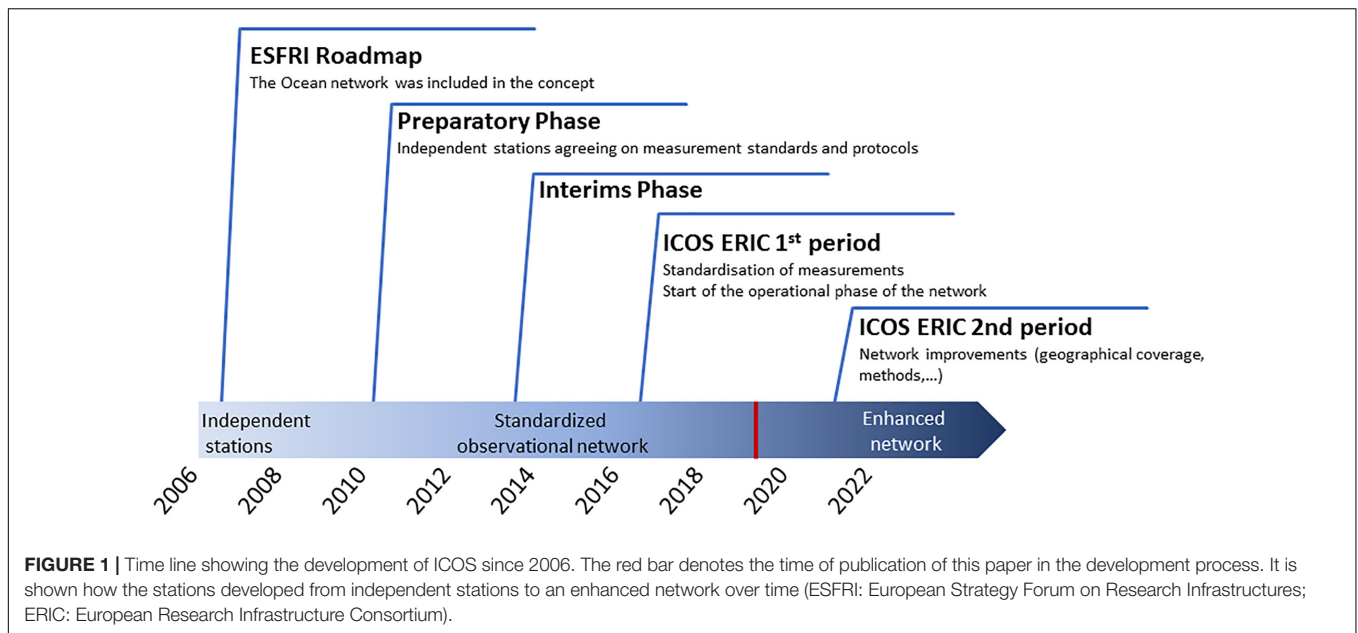 ESFRI Roadmap
The Ocean network was included in the concept
Preparatory Phase
Independent stations agreeing on measurement standards and protocols
Interims Phase
ICOS ERIC 1st period
Standardisation of measurements
Start of the operational phase of the network
ICOS ERIC 2nd period
Network improvements (geographical coverage,
methods,...)
Independent
stations
Standardized
observational network
Enhanced
network
2006
2008
2010
2012
2014
2016
2018
2020
2022
FIGURE 1 | Time line showing the development of ICOS since 2006. The red bar denotes the time of publication of this paper in the development process. It is
shown how the stations developed from independent stations to an enhanced network over time (ESFRI: European Strategy Forum on Research Infrastructures;
ERIC: European Research Infrastructure Consortium).